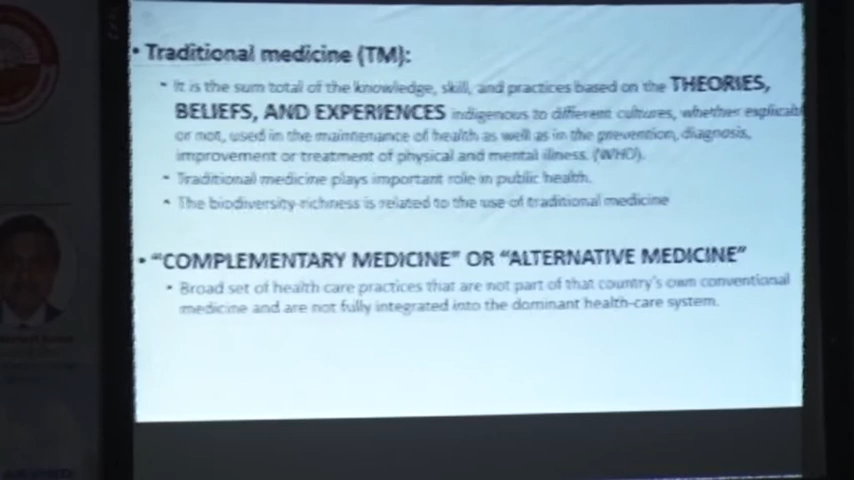 • Traditional medicine (TM):
• It is the sum total of the knowledge, skill, and practices based on the THEORIES,
BELIEFS, AND EXPERIENCES indigenous to different cultures, whether explicabl
or not, used in the maintenance of health as well as in the prevention, diagnosis,
improvement or treatment of physical and mental illness. (WHO).
• Traditional medicine plays important role in public health.
• The biodiversity-richness is related to the use of traditional medicine
• "COMPLEMENTARY MEDICINE" OR "ALTERNATIVE MEDICINE"
• Broad set of health care practices that are not part of that country's own conventional
medicine and are not fully integrated into the dominant health-care system.